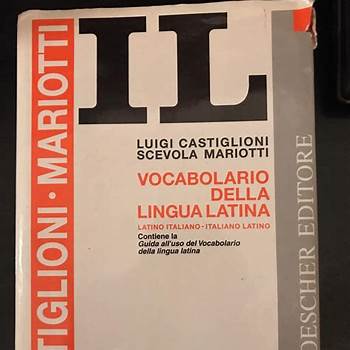 IL
LUIGI CASTIGLIONI
SCEVOLA MARIOTTI
VOCABOLARIO
DELLA
LINGUA LATINA
LATINO ITALIANO · ITALIANO LATINO
Contiene la
Guida all'uso del Vocabolario
della lingua latina
TIGLIONI · MARIOTTI
OESCHER EDITORE